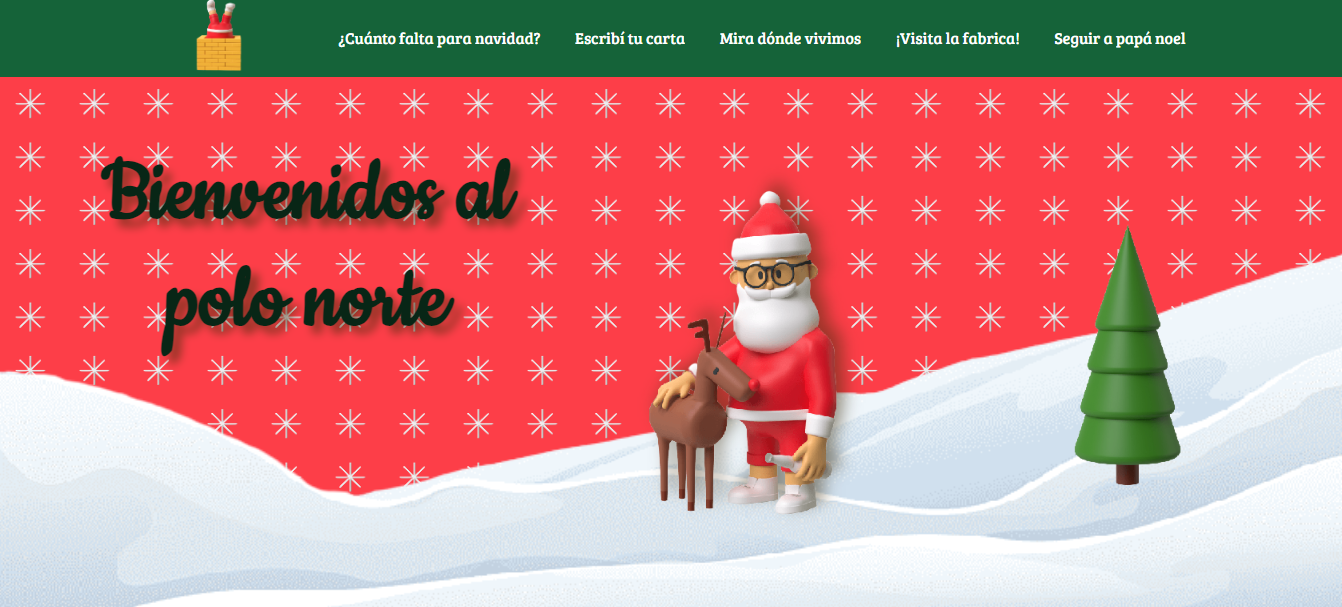 ¿Cuánto falta para navidad? Escribí tu carta Mira dónde vivimos ¡Visita la fabrica! Seguir a papá noel
Bienvenidos al
polo norte